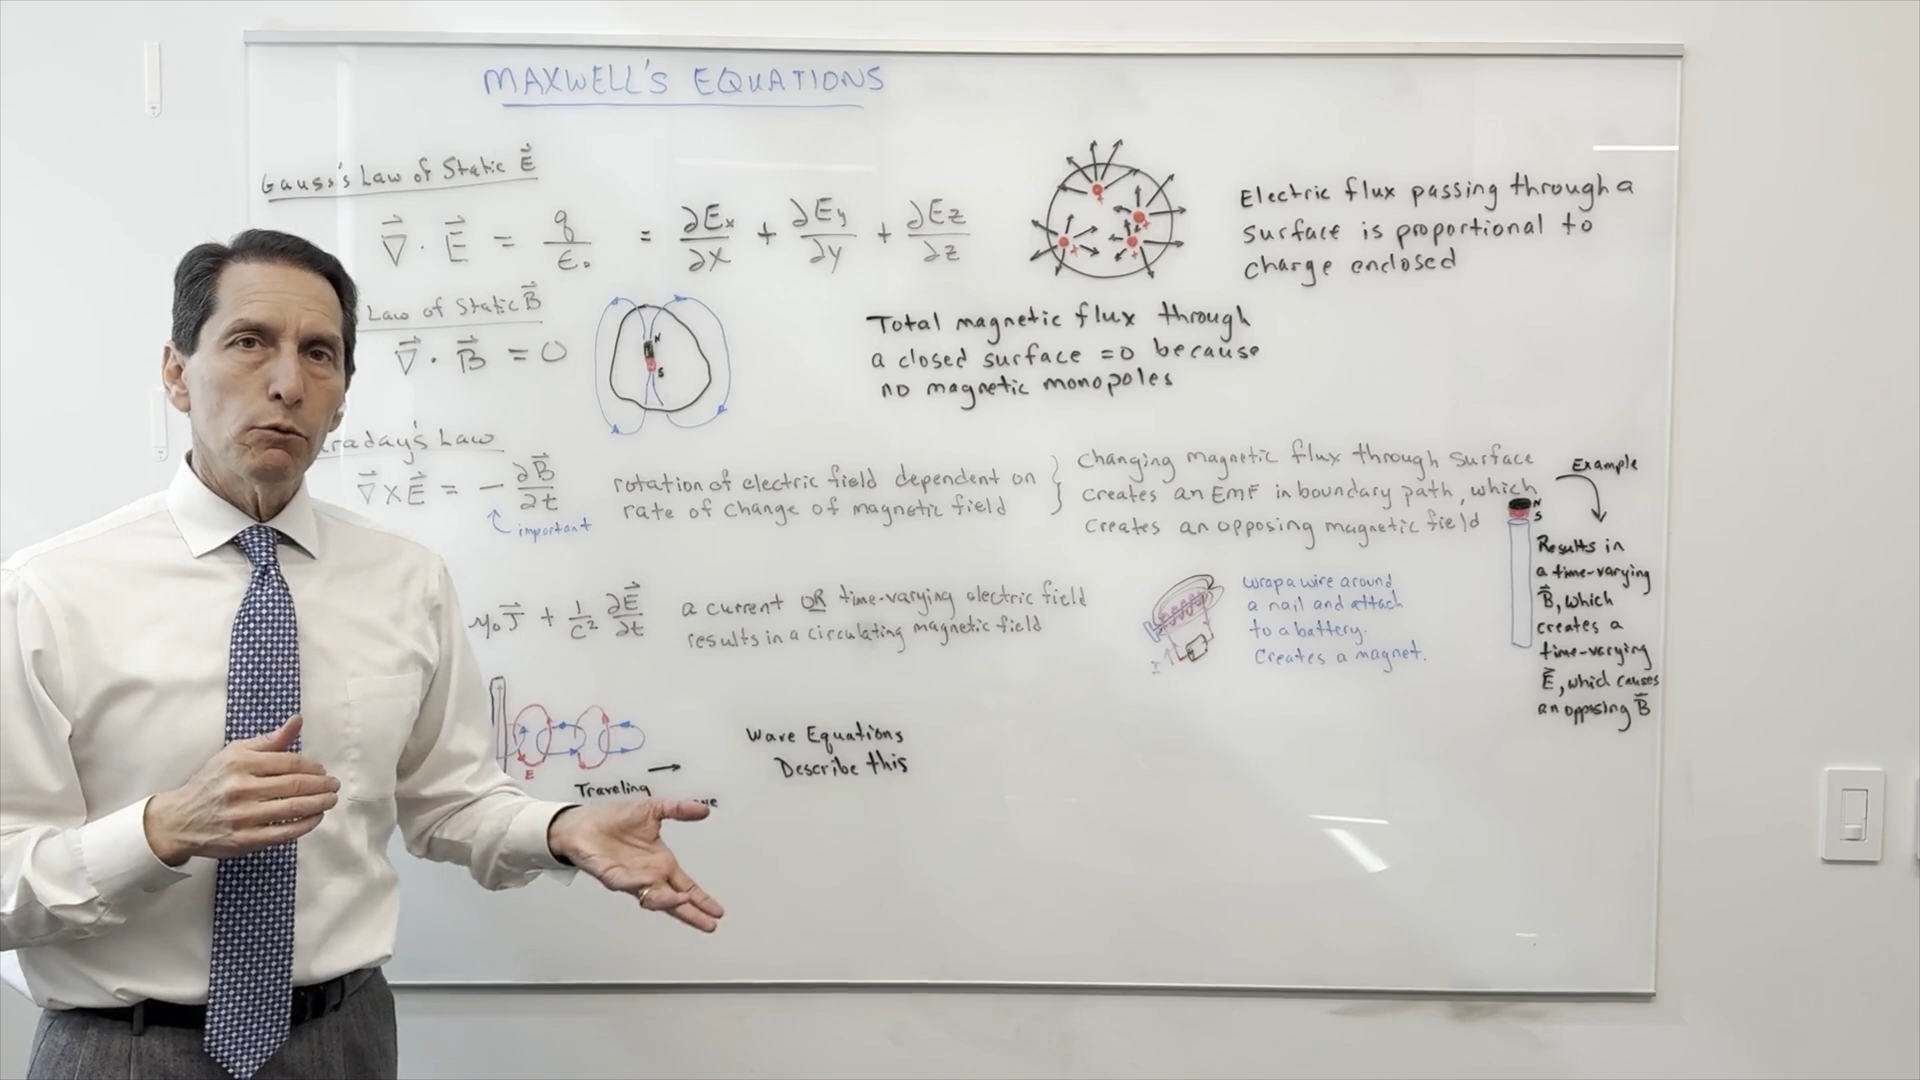 MAXWELL'S EQUATIONS
Gauss's Law of Static E⃗
∇⃗ · E⃗ = q/ε₀ = ∂Ex/∂x + ∂Ey/∂y + ∂Ez/∂z
+
+
+
+
Electric flux passing through a
surface is proportional to
charge enclosed
Law of Static B⃗
∇⃗ · B⃗ = 0
N
S
Total magnetic flux through
a closed surface = 0 because
no magnetic monopoles
Law
∇⃗ x E⃗ = - ∂B⃗/∂t
important
rotation of electric field dependent on
rate of change of magnetic field
Changing magnetic flux through surface
creates an EMF in boundary path, which
creates an opposing magnetic field
Example
N
S
Results in
a time-varying
B⃗, which
creates a
time-varying
E⃗, which causes
an opposing B⃗
μ₀J⃗ + 1/c² ∂E⃗/∂t
a current OR time-varying electric field
results in a circulating magnetic field
I
wrap a wire around
a nail and attach
to a battery.
Creates a magnet.
E
Traveling
Wave Equations
Describe this